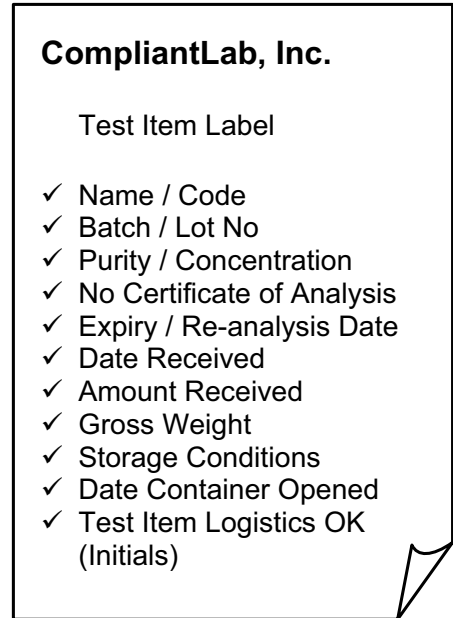 CompliantLab, Inc.
Test Item Label
✓ Name / Code
✓ Batch / Lot No
✓ Purity / Concentration
✓ No Certificate of Analysis
✓ Expiry / Re-analysis Date
✓ Date Received
✓ Amount Received
✓ Gross Weight
✓ Storage Conditions
✓ Date Container Opened
✓ Test Item Logistics OK
(Initials)